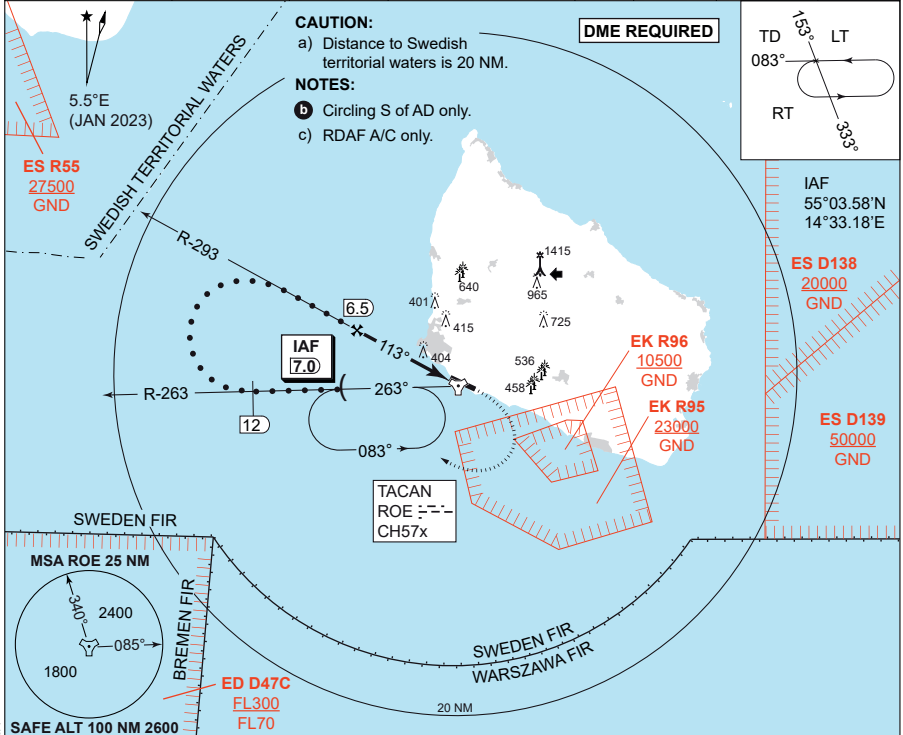 CAUTION:
a) Distance to Swedish
territorial waters is 20 NM.
NOTES:
b Circling S of AD only.
c) RDAF A/C only.
DME REQUIRED
153°
TD LT
083°
RT
333°
5.5°E
(JAN 2023)
SWEDISH TERRITORIAL WATERS
ES R55
27500
GND
IAF
55°03.58'N
14°33.18'E
ES D138
20000
GND
R-293
1415
640
965
401
415
725
6.5
113°
404
IAF
7.0
EK R96
10500
GND
536
458
R-263
263°
12
EK R95
23000
GND
ES D139
50000
GND
083°
TACAN
ROE
CH57x
SWEDEN FIR
MSA ROE 25 NM
340°
2400
085°
1800
SAFE ALT 100 NM 2600
BREMEN FIR
ED D47C
FL300
FL70
SWEDEN FIR
WARSZAWA FIR
20 NM